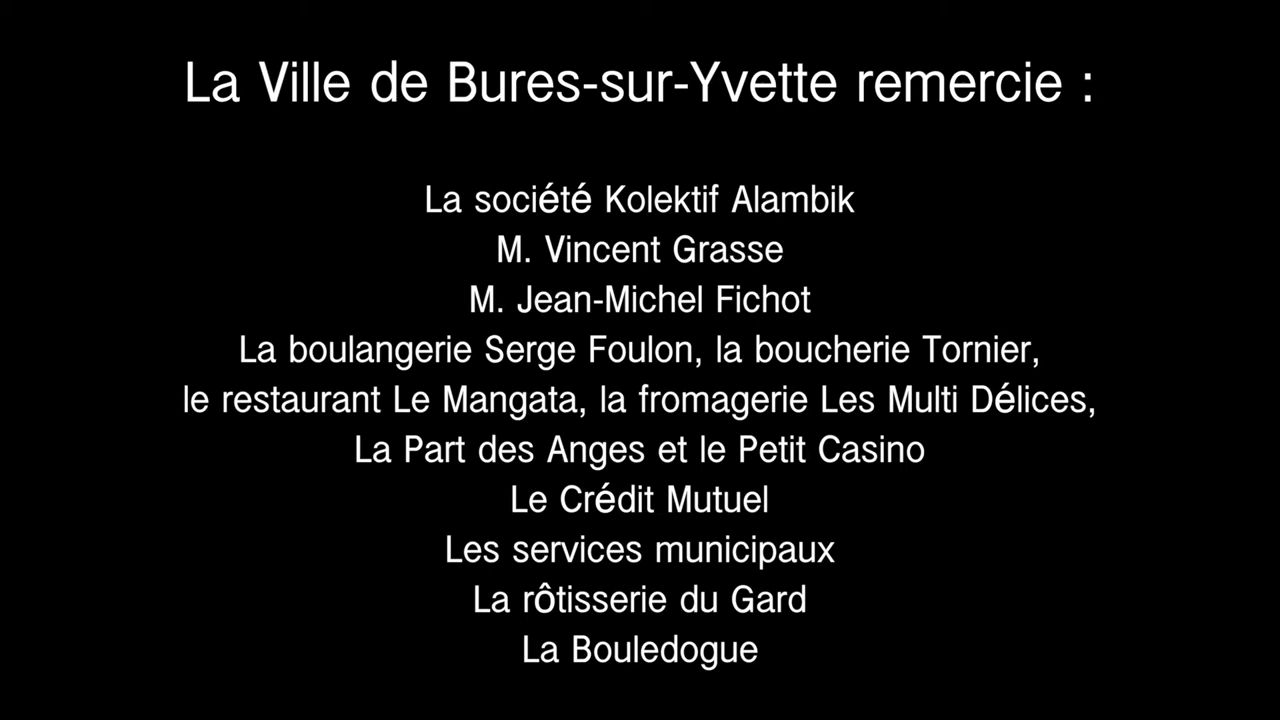 La Ville de Bures-sur-Yvette remercie :
La société Kolektif Alambik
M. Vincent Grasse
M. Jean-Michel Fichot
La boulangerie Serge Foulon, la boucherie Tornier,
le restaurant Le Mangata, la fromagerie Les Multi Délices,
La Part des Anges et le Petit Casino
Le Crédit Mutuel
Les services municipaux
La rôtisserie du Gard
La Bouledogue